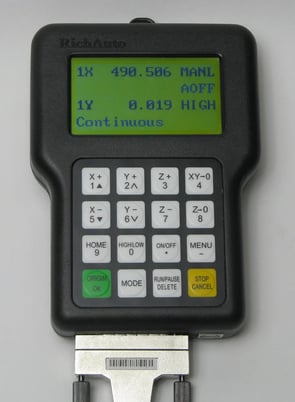 RichAuto
1X 490.506 MANL
AOFF
1Y 0.019 HIGH
Continuous
X+ Y+ Z+ XY-0
1▲ 2∧ 3 4
X- Y- Z- Z-0
5▼ 6∨ 7 8
HOME HIGH/LOW ON/OFF MENU
9 0 • -
ORIGIN MODE RUN/PAUSE STOP
OK DELETE CANCEL